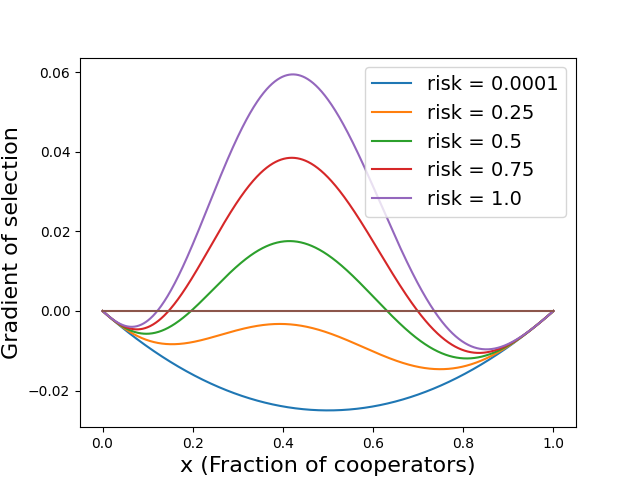 0.06
0.04
0.02
0.00
−0.02
Gradient of selection
risk = 0.0001
risk = 0.25
risk = 0.5
risk = 0.75
risk = 1.0
0.0 0.2 0.4 0.6 0.8 1.0
x (Fraction of cooperators)